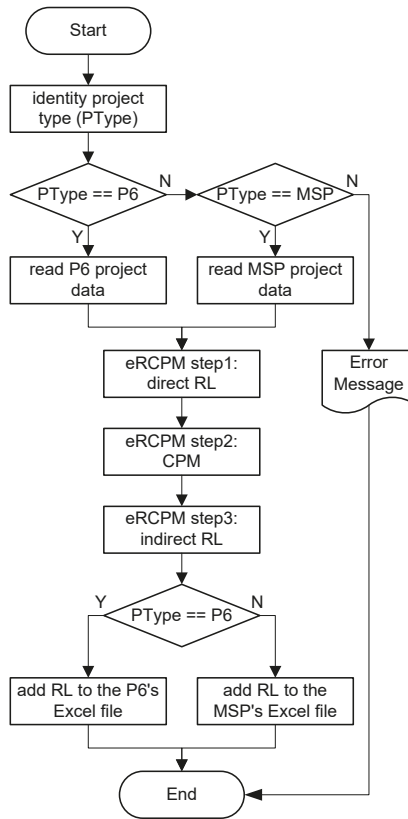 Start
identity project
type (PType)
PType == P6
N
PType == MSP
N
Y
Y
read P6 project
data
read MSP project
data
eRCPM step1:
direct RL
Error
Message
eRCPM step2:
CPM
eRCPM step3:
indirect RL
Y
PType == P6
N
add RL to the P6's
Excel file
add RL to the
MSP's Excel file
End